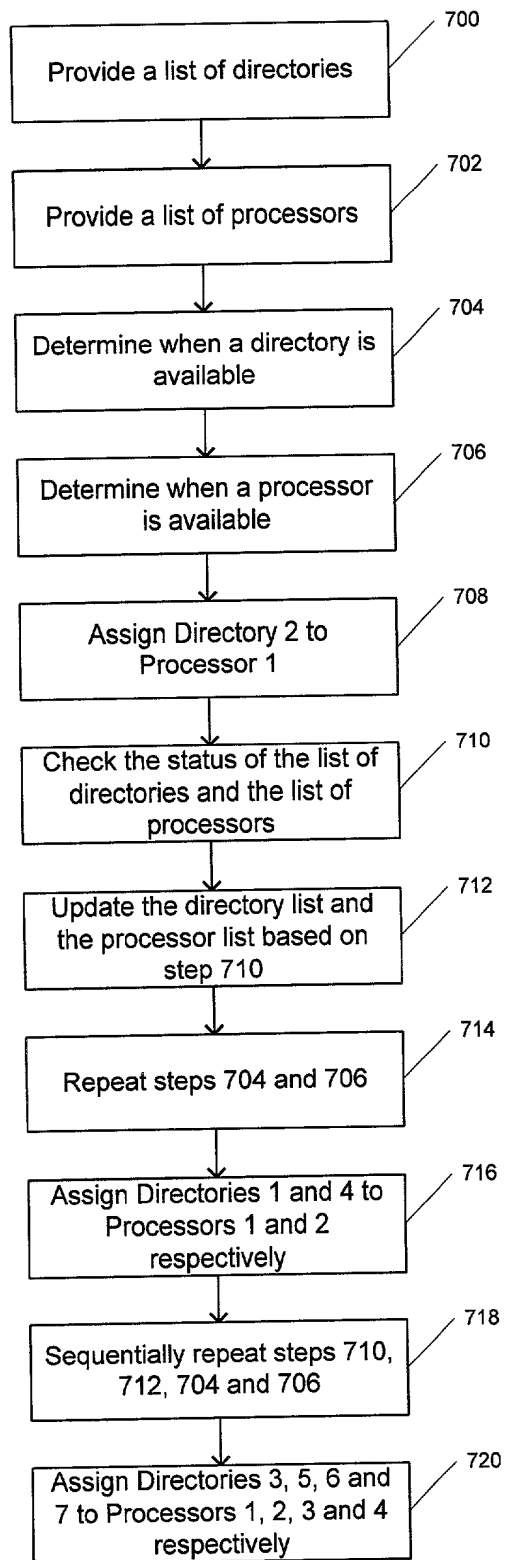 700
Provide a list of directories
702
Provide a list of processors
704
Determine when a directory is
available
706
Determine when a processor
is available
708
Assign Directory 2 to
Processor 1
710
Check the status of the list of
directories and the list of
processors
712
Update the directory list and
the processor list based on
step 710
714
Repeat steps 704 and 706
716
Assign Directories 1 and 4 to
Processors 1 and 2
respectively
718
Sequentially repeat steps 710,
712, 704 and 706
720
Assign Directories 3, 5, 6 and
7 to Processors 1, 2, 3 and 4
respectively